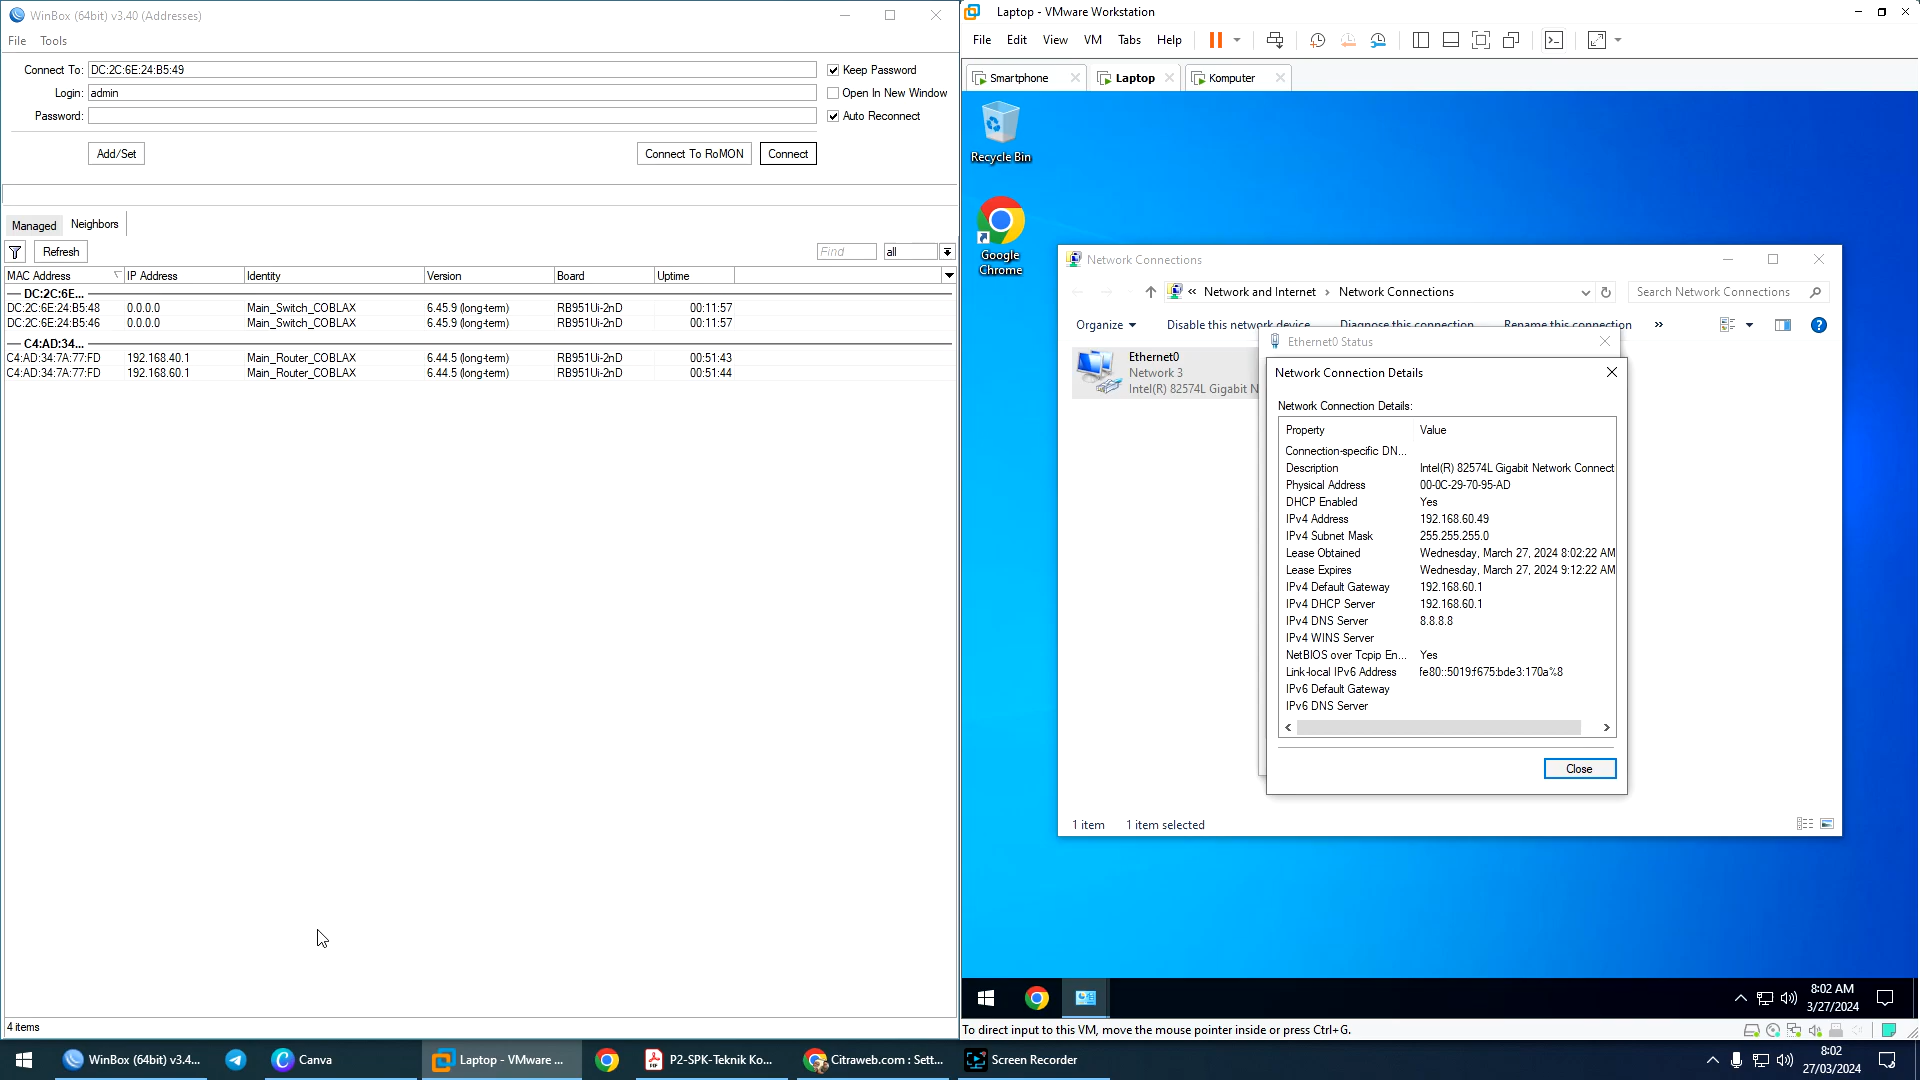 WinBox (64bit) v3.40 (Addresses)
File Tools
Connect To: DC:2C:6E:24:B5:49
Keep Password
Login: admin
Open In New Window
Password:
Auto Reconnect
Add/Set
Connect To RoMON
Connect
Managed
Neighbors
Refresh
Find
all
MAC Address IP Address Identity Version Board Uptime
DC:2C:6E...
DC:2C:6E:24:B5:48 0.0.0.0 Main_Switch_COBLAX 6.45.9 (long-term) RB951Ui-2nD 00:11:57
DC:2C:6E:24:B5:46 0.0.0.0 Main_Switch_COBLAX 6.45.9 (long-term) RB951Ui-2nD 00:11:57
C4:AD:34...
C4:AD:34:7A:77:FD 192.168.40.1 Main_Router_COBLAX 6.44.5 (long-term) RB951Ui-2nD 00:51:43
C4:AD:34:7A:77:FD 192.168.60.1 Main_Router_COBLAX 6.44.5 (long-term) RB951Ui-2nD 00:51:44
4 items
Laptop - VMware Workstation
File Edit View VM Tabs Help
Smartphone
Laptop
Komputer
Recycle Bin
Google
Chrome
Network Connections
« Network and Internet › Network Connections
Search Network Connections
Organize
Disable this network device
Diagnose this connection
Rename this connection
»
Ethernet0
Network 3
Intel(R) 82574L Gigabit N
Ethernet0 Status
Network Connection Details
Network Connection Details:
Property Value
Connection-specific DN...
Description Intel(R) 82574L Gigabit Network Connect
Physical Address 00-0C-29-70-95-AD
DHCP Enabled Yes
IPv4 Address 192.168.60.49
IPv4 Subnet Mask 255.255.255.0
Lease Obtained Wednesday, March 27, 2024 8:02:22 AM
Lease Expires Wednesday, March 27, 2024 9:12:22 AM
IPv4 Default Gateway 192.168.60.1
IPv4 DHCP Server 192.168.60.1
IPv4 DNS Server 8.8.8.8
IPv4 WINS Server
NetBIOS over Tcpip En... Yes
Link-local IPv6 Address fe80::5019:f675:bde3:170a%8
IPv6 Default Gateway
IPv6 DNS Server
Close
1 item 1 item selected
8:02 AM
3/27/2024
To direct input to this VM, move the mouse pointer inside or press Ctrl+G.
WinBox (64bit) v3.4...
Canva
Laptop - VMware ...
P2-SPK-Teknik Ko...
Citraweb.com : Sett...
Screen Recorder
8:02
27/03/2024